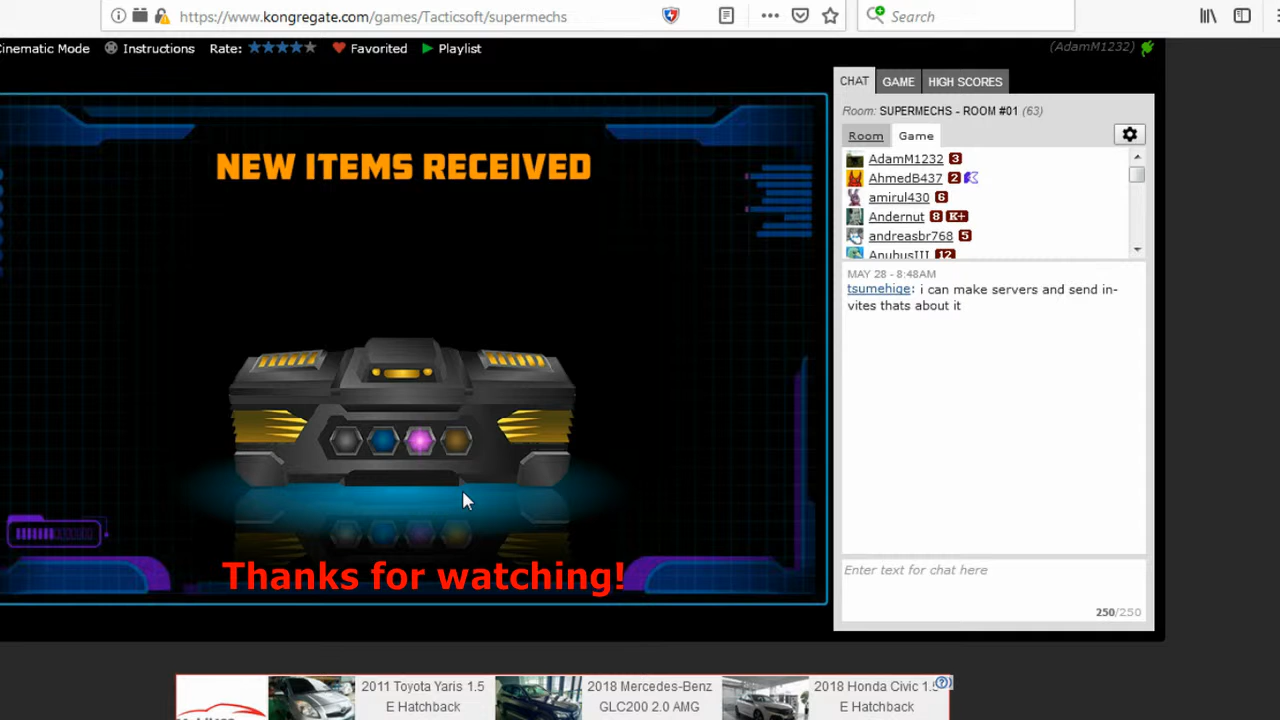 https://www.kongregate.com/games/Tacticsoft/supermechs
Search
Cinematic Mode
Instructions
Rate:
Favorited
Playlist
(AdamM1232)
CHAT
GAME
HIGH SCORES
Room: SUPERMECHS - ROOM #01 (63)
Room
Game
AdamM1232 3
AhmedB437 2
amirul430 6
Andernut 8 K+
andreasbr768 5
AnubusIII 12
MAY 28 - 8:48AM
tsumehige: i can make servers and send in-
vites thats about it
Enter text for chat here
250/250
NEW ITEMS RECEIVED
Thanks for watching!
2011 Toyota Yaris 1.5
E Hatchback
2018 Mercedes-Benz
GLC200 2.0 AMG
2018 Honda Civic 1.5
E Hatchback